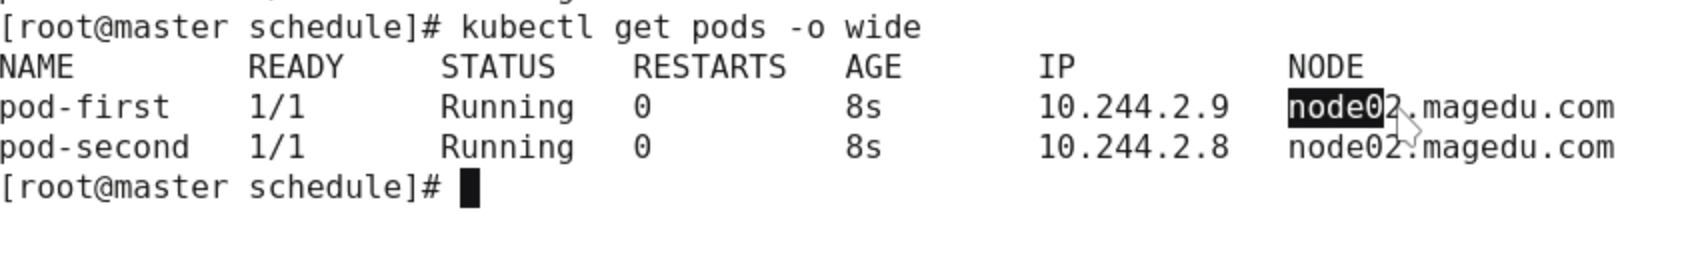 [root@master schedule]# kubectl get pods -o wide
NAME READY STATUS RESTARTS AGE IP NODE
pod-first 1/1 Running 0 8s 10.244.2.9 node02.magedu.com
pod-second 1/1 Running 0 8s 10.244.2.8 node02.magedu.com
[root@master schedule]#